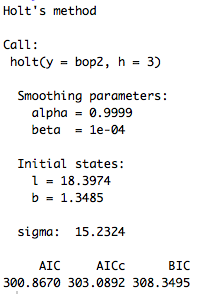 Holt's method

Call:
 holt(y = bop2, h = 3)

  Smoothing parameters:
    alpha = 0.9999
    beta  = 1e-04

  Initial states:
    l = 18.3974
    b = 1.3485

  sigma:  15.2324

     AIC     AICc      BIC
300.8670 303.0892 308.3495